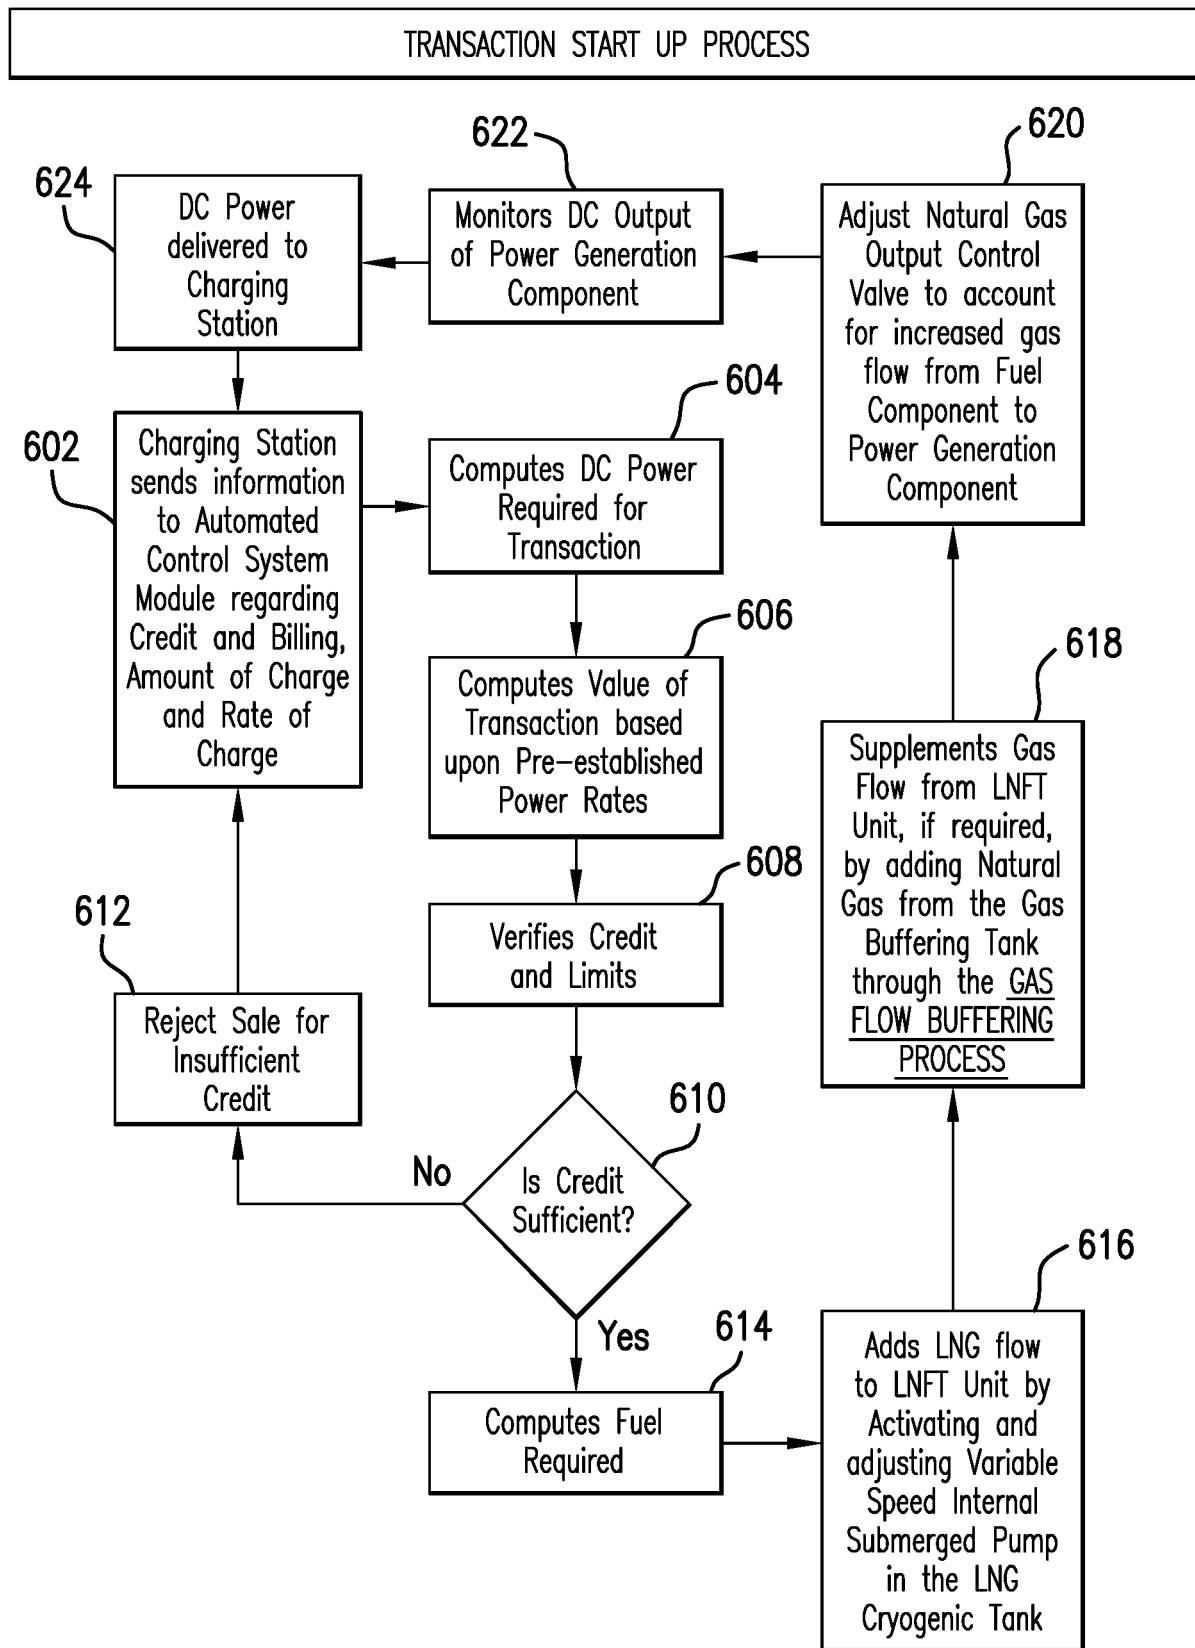 TRANSACTION START UP PROCESS
624
DC Power
delivered to
Charging
Station
622
Monitors DC Output
of Power Generation
Component
620
Adjust Natural Gas
Output Control
Valve to account
for increased gas
flow from Fuel
Component to
Power Generation
Component
602
Charging Station
sends information
to Automated
Control System
Module regarding
Credit and Billing,
Amount of Charge
and Rate of
Charge
604
Computes DC Power
Required for
Transaction
606
Computes Value of
Transaction based
upon Pre-established
Power Rates
608
Verifies Credit
and Limits
610
Is Credit
Sufficient?
No
612
Reject Sale for
Insufficient
Credit
Yes
614
Computes Fuel
Required
616
Adds LNG flow
to LNFT Unit by
Activating and
adjusting Variable
Speed Internal
Submerged Pump
in the LNG
Cryogenic Tank
618
Supplements Gas
Flow from LNFT
Unit, if required,
by adding Natural
Gas from the Gas
Buffering Tank
through the GAS
FLOW BUFFERING
PROCESS